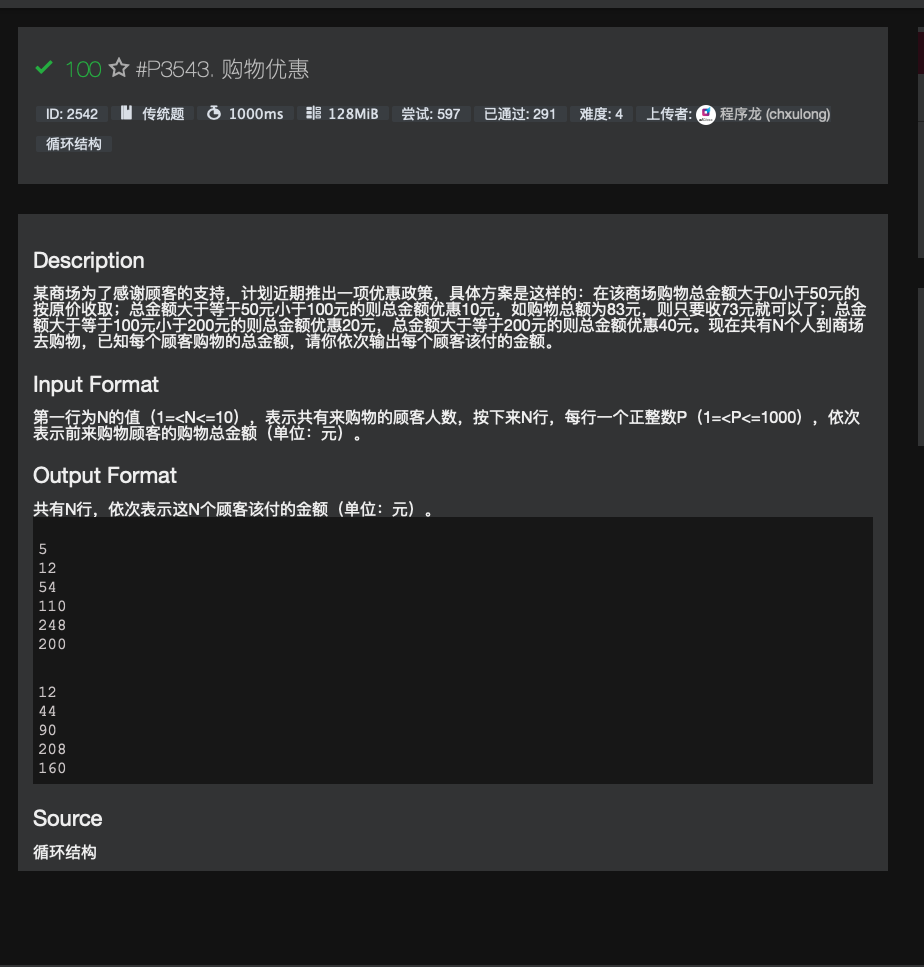 100 #P3543. 购物优惠
ID: 2542 传统题 1000ms 128MiB 尝试: 597 已通过: 291 难度: 4 上传者: 程序龙 (chxulong)
循环结构
Description
某商场为了感谢顾客的支持，计划近期推出一项优惠政策，具体方案是这样的：在该商场购物总金额大于0小于50元的
按原价收取；总金额大于等于50元小于100元的则总金额优惠10元，如购物总额为83元，则只要收73元就可以了；总金
额大于等于100元小于200元的则总金额优惠20元，总金额大于等于200元的则总金额优惠40元。现在共有N个人到商场
去购物，已知每个顾客购物的总金额，请你依次输出每个顾客该付的金额。
Input Format
第一行为N的值（1=<N<=10），表示共有来购物的顾客人数，按下来N行，每行一个正整数P（1=<P<=1000），依次
表示前来购物顾客的购物总金额（单位：元）。
Output Format
共有N行，依次表示这N个顾客该付的金额（单位：元）。
5
12
54
110
248
200
12
44
90
208
160
Source
循环结构